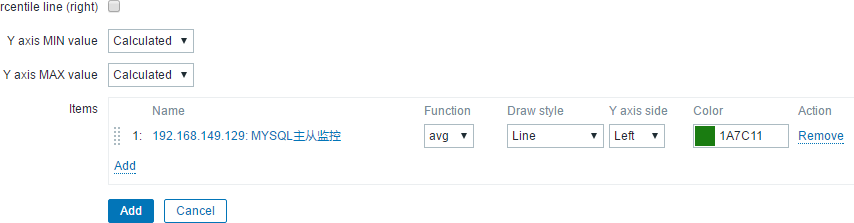 rcentile line (right)
Y axis MIN value Calculated
Y axis MAX value Calculated
Items Name Function Draw style Y axis side Color Action
1: 192.168.149.129: MYSQL主从监控 avg Line Left 1A7C11 Remove
Add
Add Cancel